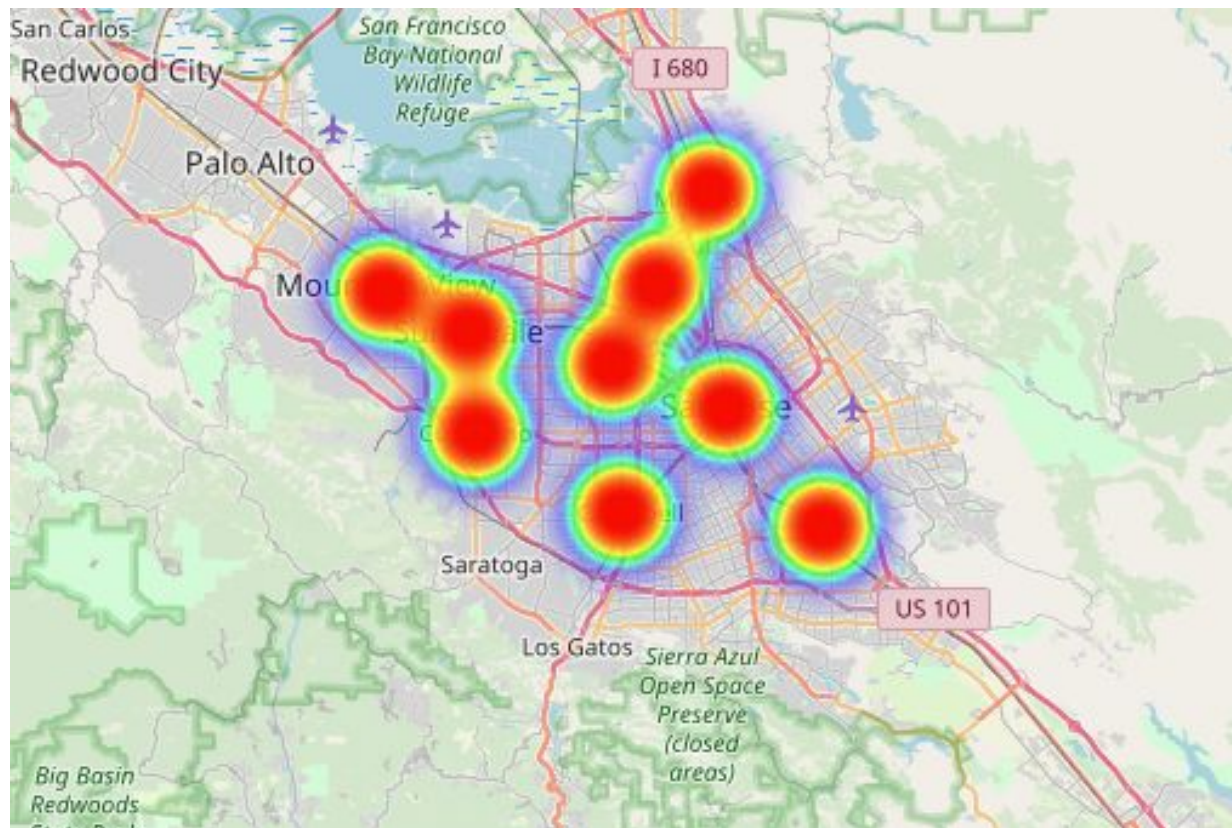 San Carlos
San Francisco
Bay National
Wildlife
Refuge
I 680
Redwood City
Palo Alto
View
Saratoga
US 101
Los Gatos
Sierra Azul
Open Space
Preserve
(closed
areas)
Big Basin
Redwoods